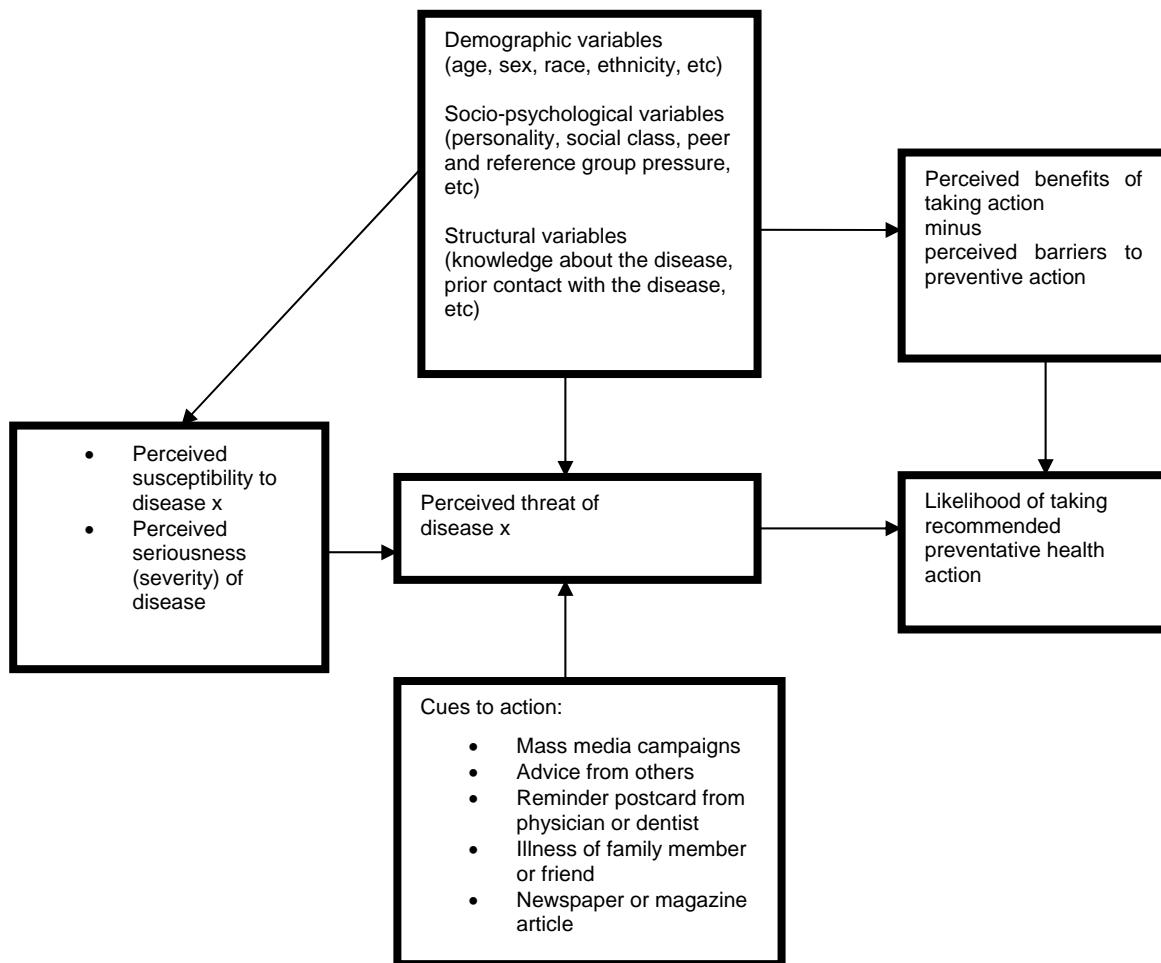 Demographic variables
(age, sex, race, ethnicity, etc)
Socio-psychological variables
(personality, social class, peer
and reference group pressure,
etc)
Structural variables
(knowledge about the disease,
prior contact with the disease,
etc)
Perceived benefits of
taking action
minus
perceived barriers to
preventive action
• Perceived
susceptibility to
disease x
• Perceived
seriousness
(severity) of
disease
Perceived threat of
disease x
Likelihood of taking
recommended
preventative health
action
Cues to action:
• Mass media campaigns
• Advice from others
• Reminder postcard from
physician or dentist
• Illness of family member
or friend
• Newspaper or magazine
article